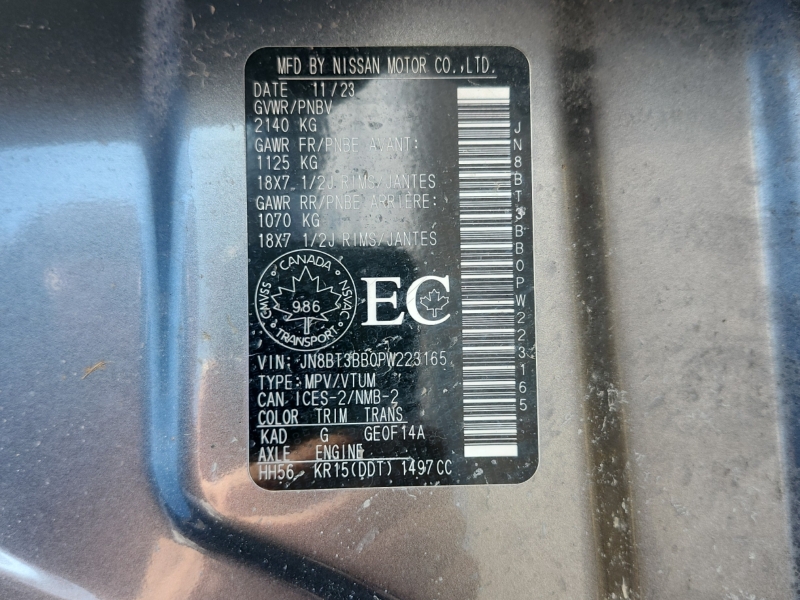 MFD BY NISSAN MOTOR CO.,LTD.
DATE 11/23
GVWR/PNBV
2140 KG
GAWR FR/PNBE AVANT:
1125 KG
18X7 1/2J RIMS/JANTES
GAWR RR/PNBE ARRIÈRE:
1070 KG
18X7 1/2J RIMS/JANTES
CANADA
CMVSS
NSVAC
986
TRANSPORT
EC
VIN: JN8BT3BB0PW223165
TYPE: MPV/VTUM
CAN ICES-2/NMB-2
COLOR TRIM TRANS
KAD G GE0F14A
AXLE ENGINE
HH56 KR15(DDT) 1497CC
JN8BT3BB0PW223165